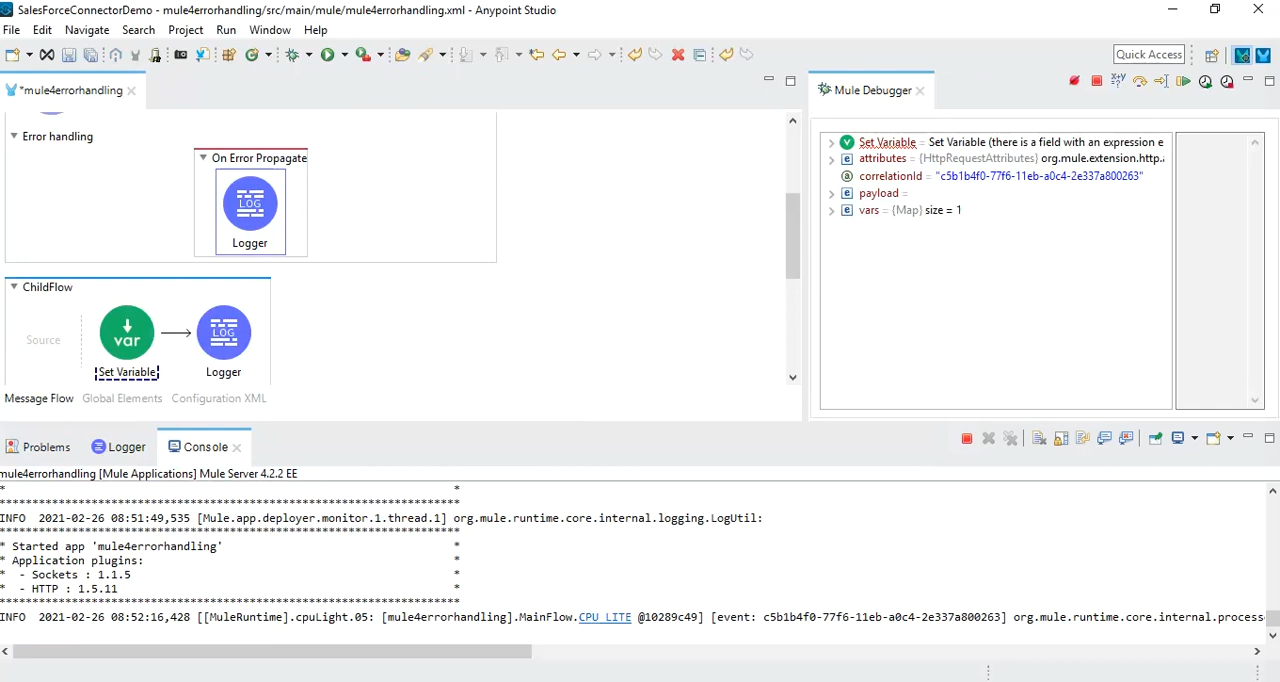 SalesForceConnectorDemo - mule4errorhandling/src/main/mule/mule4errorhandling.xml - Anypoint Studio
File Edit Navigate Search Project Run Window Help
Quick Access
*mule4errorhandling
Error handling
On Error Propagate
LOG
Logger
ChildFlow
Source
var
Set Variable
LOG
Logger
Message Flow Global Elements Configuration XML
Mule Debugger
Set Variable = Set Variable (there is a field with an expression e
attributes = {HttpRequestAttributes} org.mule.extension.http.
correlationId = "c5b1b4f0-77f6-11eb-a0c4-2e337a800263"
payload =
vars = {Map} size = 1
Problems Logger Console
mule4errorhandling [Mule Applications] Mule Server 4.2.2 EE
* *
**********************************************************************
INFO 2021-02-26 08:51:49,535 [Mule.app.deployer.monitor.1.thread.1] org.mule.runtime.core.internal.logging.LogUtil:
**********************************************************************
* Started app 'mule4errorhandling' *
* Application plugins: *
* - Sockets : 1.1.5 *
* - HTTP : 1.5.11 *
**********************************************************************
INFO 2021-02-26 08:52:16,428 [[MuleRuntime].cpuLight.05: [mule4errorhandling].MainFlow.CPU_LITE @10289c49] [event: c5b1b4f0-77f6-11eb-a0c4-2e337a800263] org.mule.runtime.core.internal.process